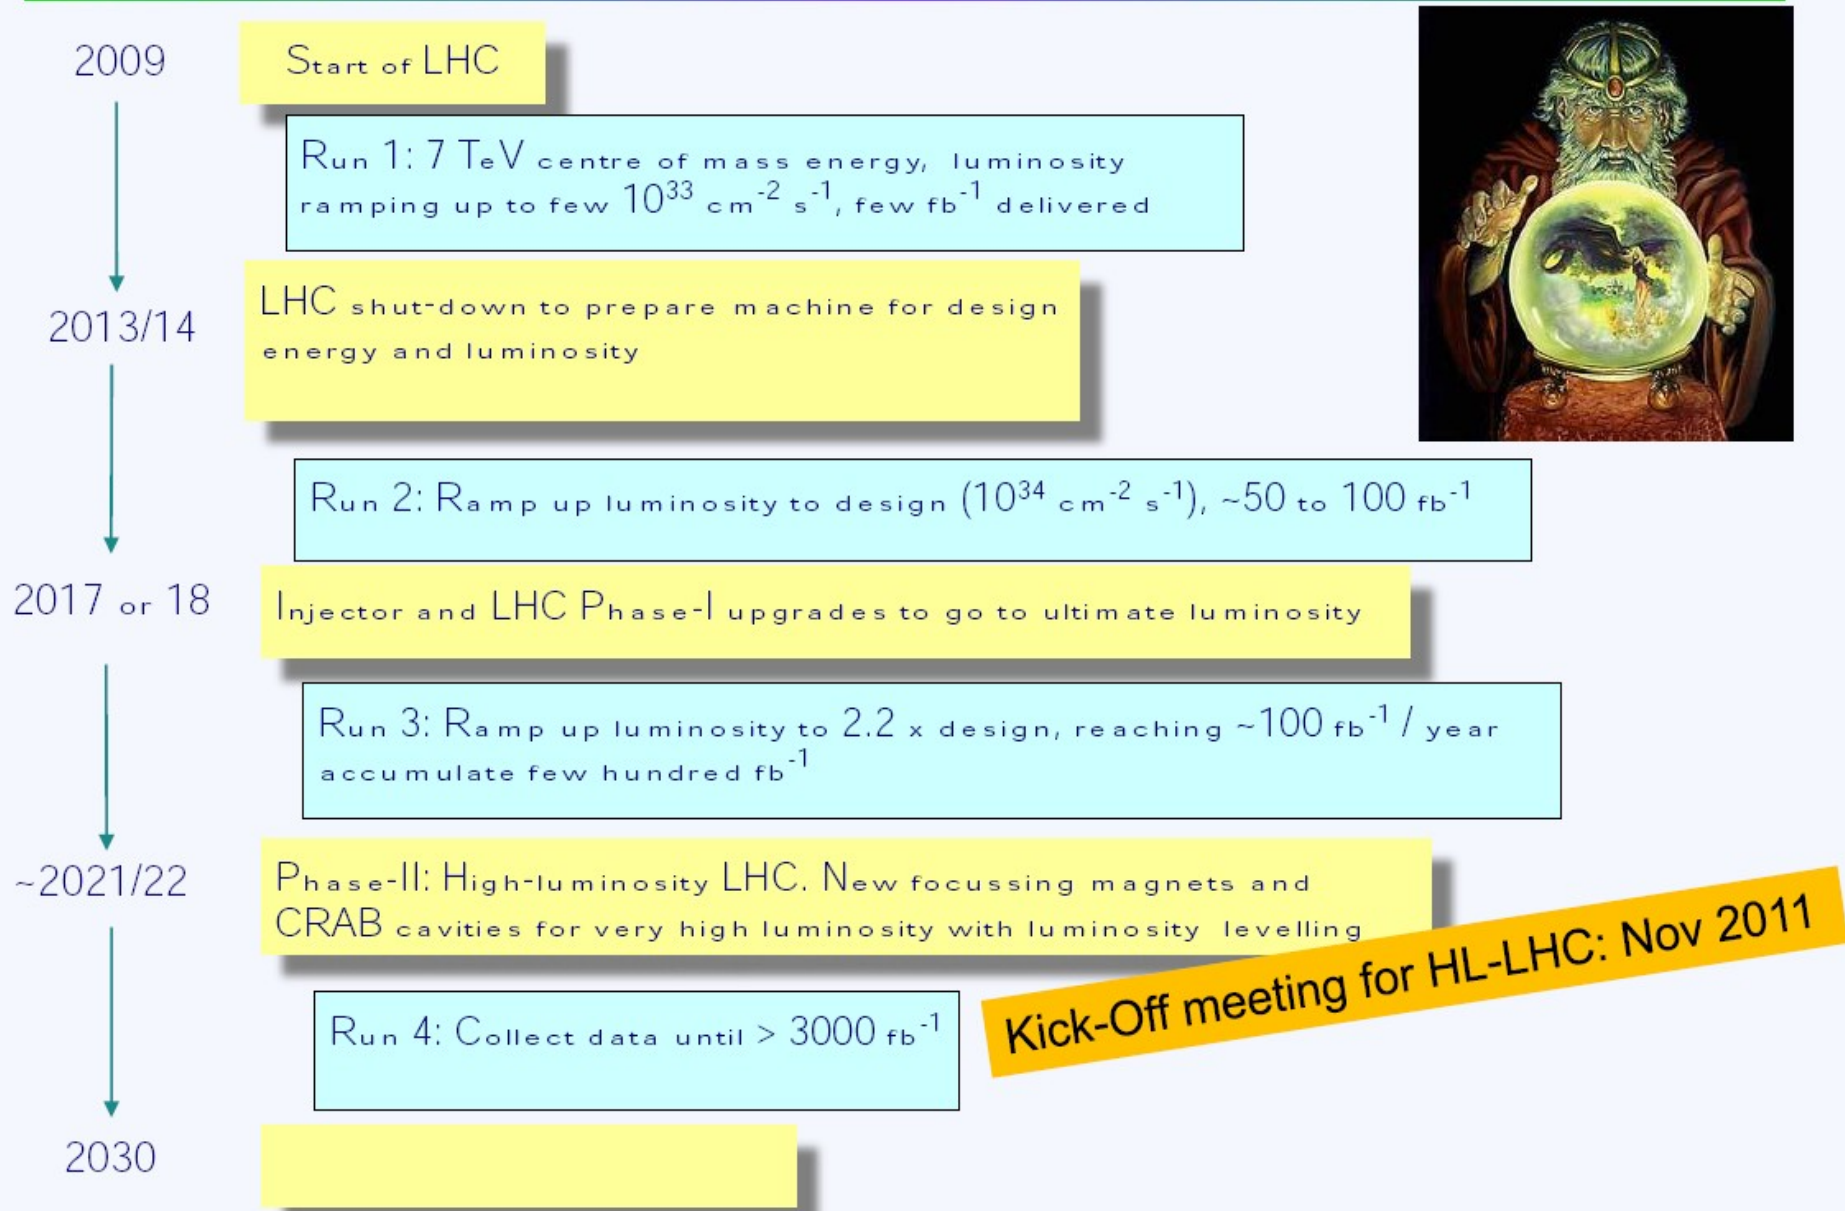 2009
Start of LHC
Run 1: 7 TeV centre of mass energy, luminosity
ramping up to few 10³³ cm⁻² s⁻¹, few fb⁻¹ delivered
2013/14
LHC shut-down to prepare machine for design
energy and luminosity
Run 2: Ramp up luminosity to design (10³⁴ cm⁻² s⁻¹), ~50 to 100 fb⁻¹
2017 or 18
Injector and LHC Phase-I upgrades to go to ultimate luminosity
Run 3: Ramp up luminosity to 2.2 x design, reaching ~100 fb⁻¹ / year
accumulate few hundred fb⁻¹
~2021/22
Phase-II: High-luminosity LHC. New focussing magnets and
CRAB cavities for very high luminosity with luminosity levelling
Kick-Off meeting for HL-LHC: Nov 2011
Run 4: Collect data until > 3000 fb⁻¹
2030